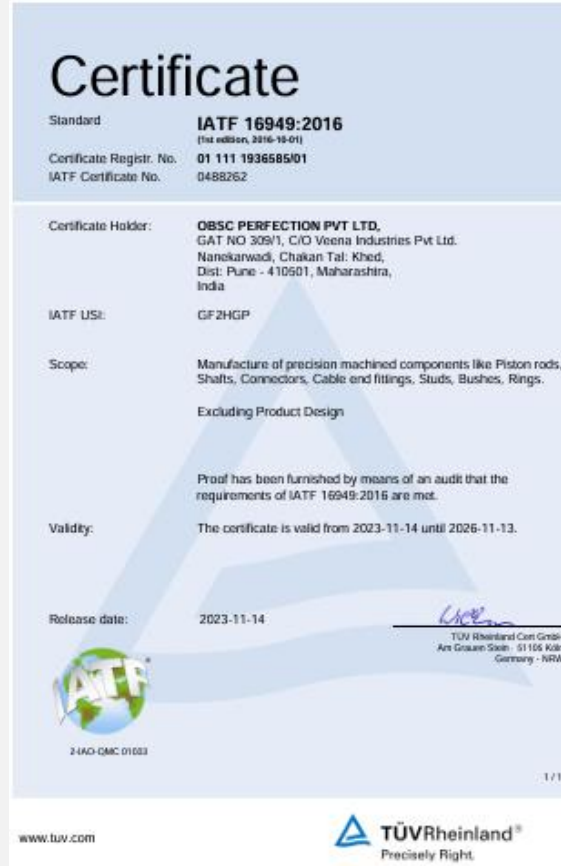 Certificate
Standard IATF 16949:2016
(1st edition, 2016-10-01)
Certificate Registr. No. 01 111 1936585/01
IATF Certificate No. 0488262
Certificate Holder: OBSC PERFECTION PVT LTD,
GAT NO 309/1, C/O Veena Industries Pvt Ltd.
Nanekarwadi, Chakan Tal: Khed,
Dist: Pune - 410501, Maharashtra,
India
IATF USI: GF2HGP
Scope: Manufacture of precision machined components like Piston rods,
Shafts, Connectors, Cable end fittings, Studs, Bushes, Rings.
Excluding Product Design
Proof has been furnished by means of an audit that the
requirements of IATF 16949:2016 are met.
Validity: The certificate is valid from 2023-11-14 until 2026-11-13.
Release date: 2023-11-14
TÜV Rheinland Cert GmbH
Am Grauen Stein · 51105 Köln
Germany - NRW
IATF
2-IAO-QMC 01003
1 / 1
www.tuv.com
TÜVRheinland®
Precisely Right.